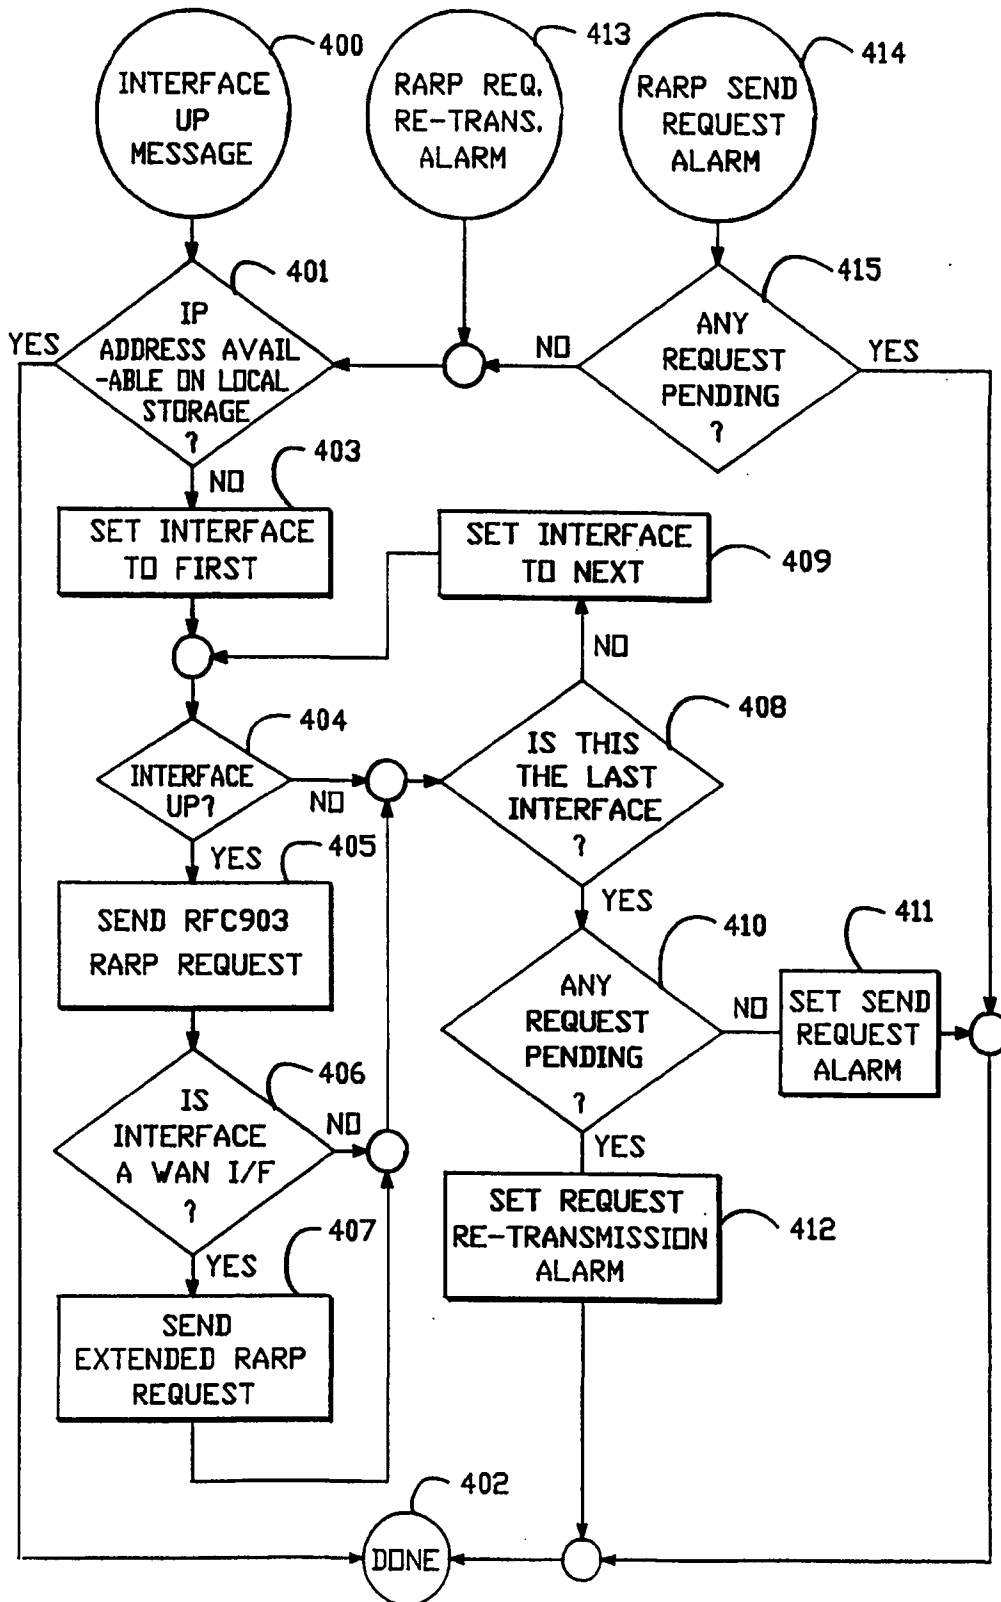 INTERFACE
UP
MESSAGE
400
RARP REQ.
RE-TRANS.
ALARM
413
RARP SEND
REQUEST
ALARM
414
IP
ADDRESS AVAIL
-ABLE ON LOCAL
STORAGE
?
401
YES
NO
ANY
REQUEST
PENDING
?
415
NO
YES
SET INTERFACE
TO FIRST
403
SET INTERFACE
TO NEXT
409
NO
INTERFACE
UP?
404
NO
YES
IS THIS
THE LAST
INTERFACE
?
408
YES
SEND RFC903
RARP REQUEST
405
ANY
REQUEST
PENDING
?
410
NO
YES
SET SEND
REQUEST
ALARM
411
IS
INTERFACE
A WAN I/F
?
406
NO
YES
SET REQUEST
RE-TRANSMISSION
ALARM
412
SEND
EXTENDED RARP
REQUEST
407
DONE
402